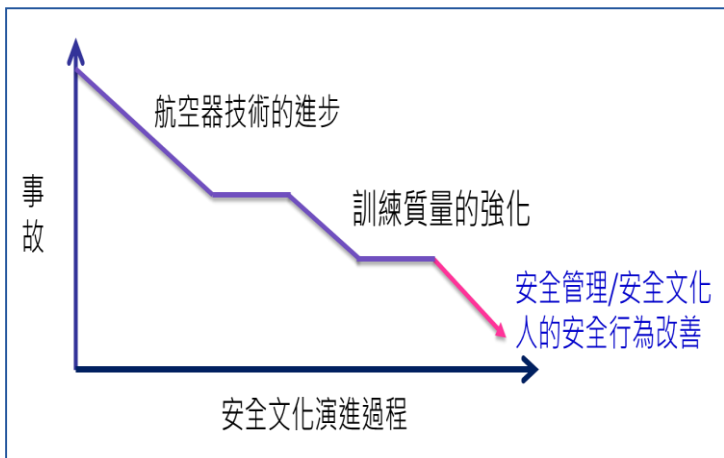 航空器技術的進步
事故
訓練質量的強化
安全管理/安全文化
人的安全行為改善
安全文化演進過程